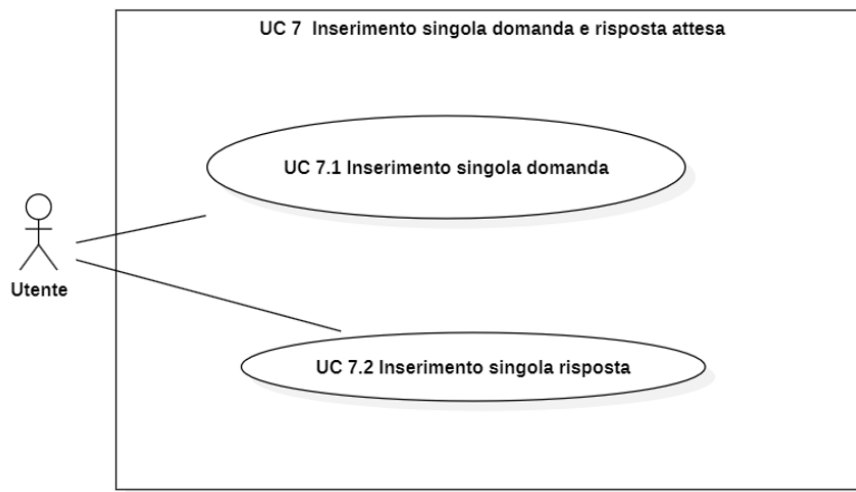 UC 7 Inserimento singola domanda e risposta attesa
UC 7.1 Inserimento singola domanda
Utente
UC 7.2 Inserimento singola risposta